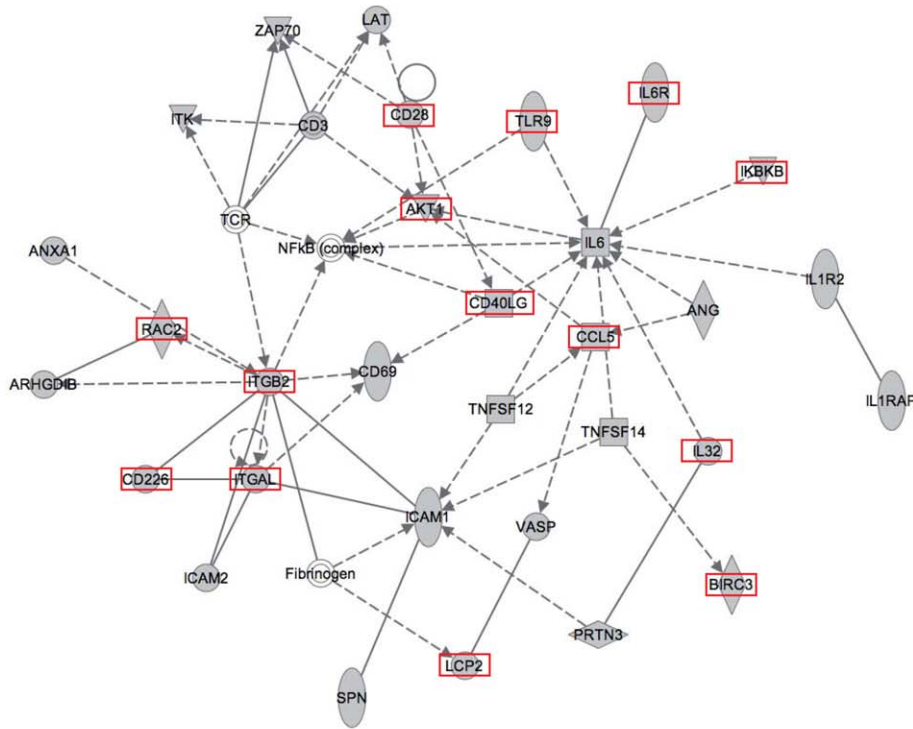 LAT
ZAP70
IL6R
CD28
TLR9
ITK
CD3
IKBKB
AKT1
TCR
NFkB (complex)
IL6
ANXA1
IL1R2
CD40LG
ANG
RAC2
CCL5
CD69
ARHGDIB
ITGB2
IL1RAP
TNFSF12
TNFSF14
IL32
CD226
ITGAL
ICAM1
VASP
ICAM2
Fibrinogen
BIRC3
PRTN3
LCP2
SPN